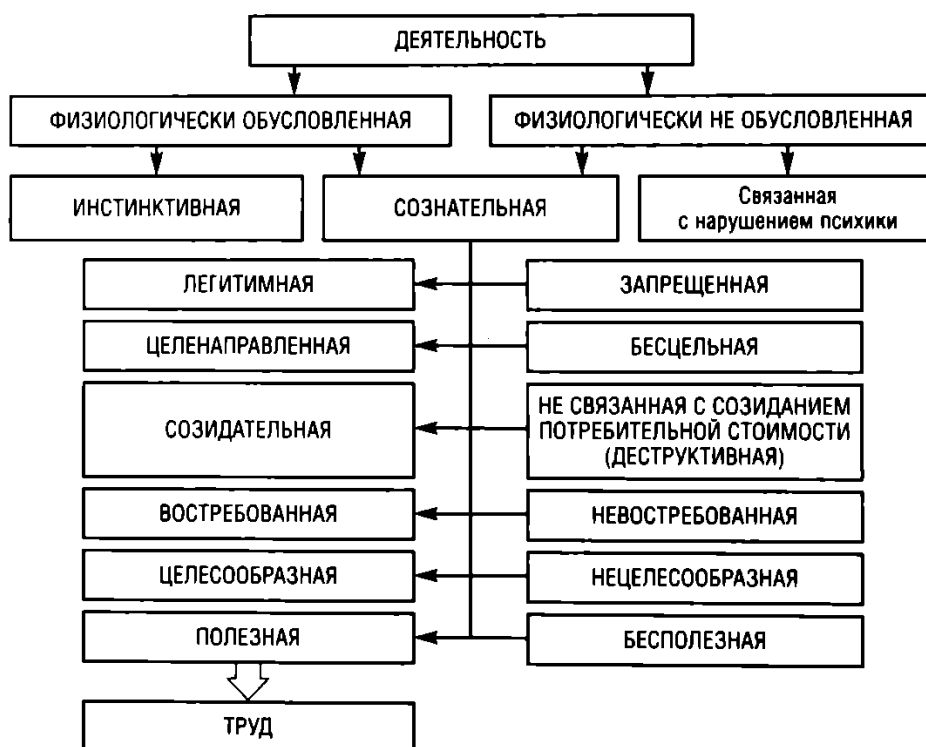 ДЕЯТЕЛЬНОСТЬ
ФИЗИОЛОГИЧЕСКИ ОБУСЛОВЛЕННАЯ
ФИЗИОЛОГИЧЕСКИ НЕ ОБУСЛОВЛЕННАЯ
ИНСТИНКТИВНАЯ
СОЗНАТЕЛЬНАЯ
Связанная
с нарушением психики
ЛЕГИТИМНАЯ
ЗАПРЕЩЕННАЯ
ЦЕЛЕНАПРАВЛЕННАЯ
БЕСЦЕЛЬНАЯ
СОЗИДАТЕЛЬНАЯ
НЕ СВЯЗАННАЯ С СОЗИДАНИЕМ
ПОТРЕБИТЕЛЬНОЙ СТОИМОСТИ
(ДЕСТРУКТИВНАЯ)
ВОСТРЕБОВАННАЯ
НЕВОСТРЕБОВАННАЯ
ЦЕЛЕСООБРАЗНАЯ
НЕЦЕЛЕСООБРАЗНАЯ
ПОЛЕЗНАЯ
БЕСПОЛЕЗНАЯ
ТРУД